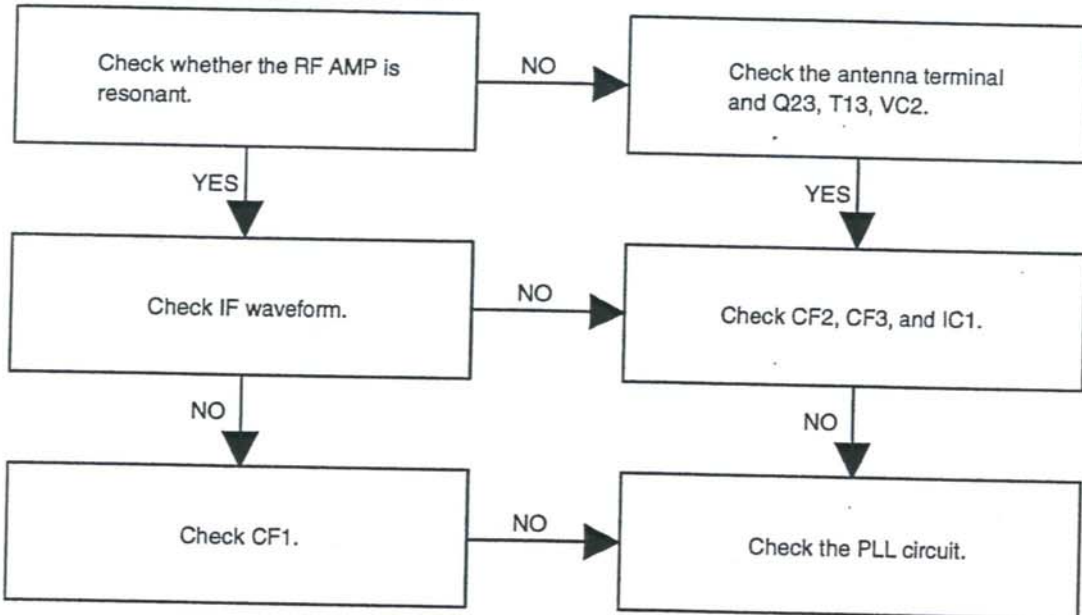 Check whether the RF AMP is
resonant.
NO
Check the antenna terminal
and Q23, T13, VC2.
YES
YES
Check IF waveform.
NO
Check CF2, CF3, and IC1.
NO
NO
Check CF1.
NO
Check the PLL circuit.